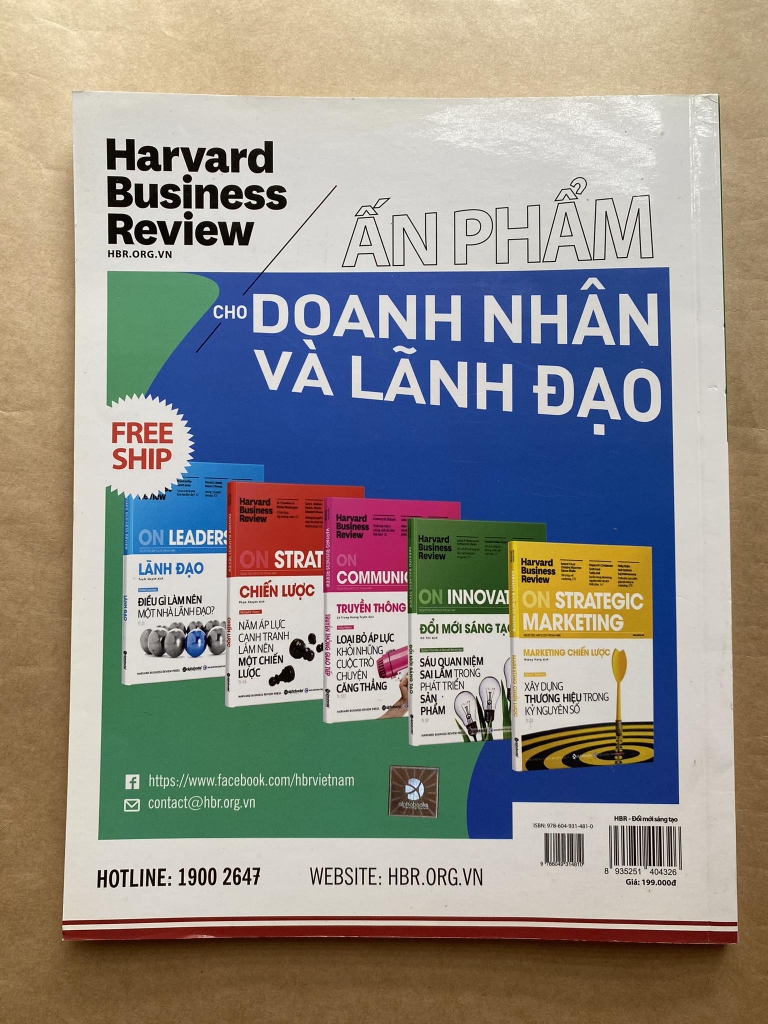 Harvard
Business
Review
HBR.ORG.VN
ẤN PHẨM
CHO DOANH NHÂN
VÀ LÃNH ĐẠO
FREE
SHIP
ON LEADERS
LÃNH ĐẠO
ĐIỀU GÌ LÀM NÊN
MỘT NHÀ LÃNH ĐẠO?
Harvard
Business
Review
ON STRAT
CHIẾN LƯỢC
NĂM ÁP LỰC
CẠNH TRANH
LÀM NÊN
MỘT CHIẾN
LƯỢC
Harvard
Business
Review
ON
COMMUNIC
TRUYỀN THÔNG
LOẠI BỎ ÁP LỰC
KHỎI NHỮNG
CUỘC TRÒ
CHUYỆN
CĂNG THẲNG
Harvard
Business
Review
ON INNOVAT
ĐỔI MỚI SÁNG TẠO
SÁU QUAN NIỆM
SAI LẦM TRONG
PHÁT TRIỂN
SẢN
PHẨM
Harvard
Business
Review
ON STRATEGIC
MARKETING
MARKETING CHIẾN LƯỢC
XÂY DỰNG
THƯƠNG HIỆU TRONG
KỶ NGUYÊN SỐ
https://www.facebook.com/hbrvietnam
contact@hbr.org.vn
alphabooks
ISBN: 978-604-931-481-0
9 786049 314810
HBR - Đổi mới sáng tạo
8 935251 404326
Giá: 199.000đ
HOTLINE: 1900 2647
WEBSITE: HBR.ORG.VN